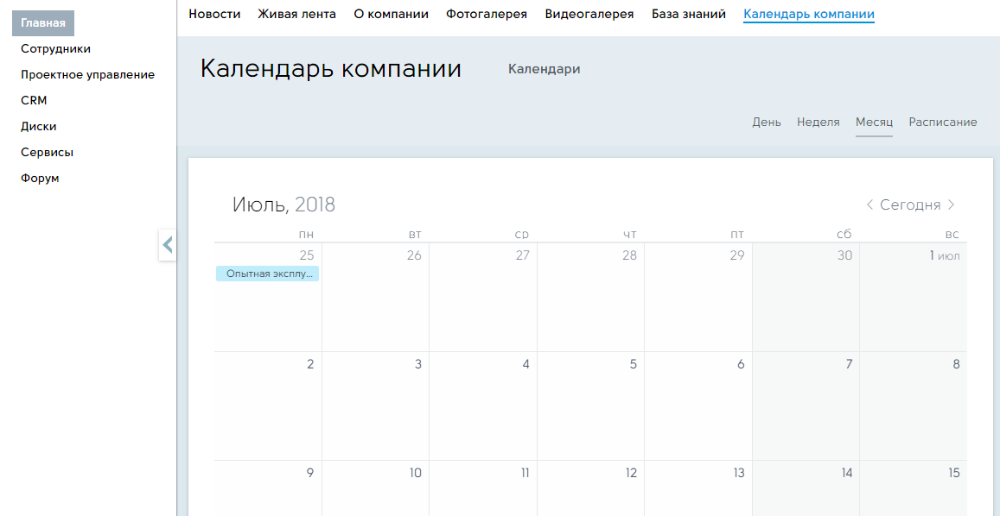 Главная
Сотрудники
Проектное управление
CRM
Диски
Сервисы
Форум
Новости Живая лента О компании Фотогалерея Видеогалерея База знаний Календарь компании
Календарь компании Календари
День Неделя Месяц Расписание
Июль, 2018 Сегодня
пн вт ср чт пт сб вс
25 26 27 28 29 30 1 июл
Опытная эксплу...
2 3 4 5 6 7 8
9 10 11 12 13 14 15